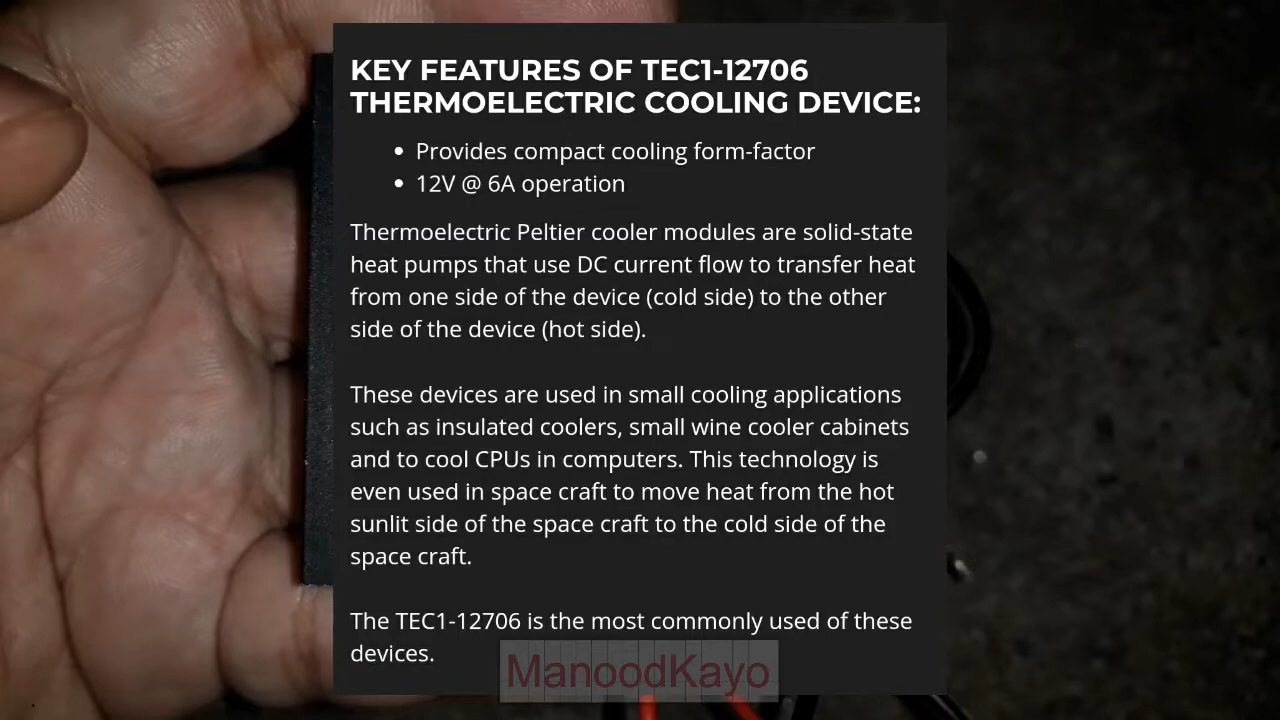 KEY FEATURES OF TEC1-12706
THERMOELECTRIC COOLING DEVICE:
• Provides compact cooling form-factor
• 12V @ 6A operation
Thermoelectric Peltier cooler modules are solid-state
heat pumps that use DC current flow to transfer heat
from one side of the device (cold side) to the other
side of the device (hot side).
These devices are used in small cooling applications
such as insulated coolers, small wine cooler cabinets
and to cool CPUs in computers. This technology is
even used in space craft to move heat from the hot
sunlit side of the space craft to the cold side of the
space craft.
The TEC1-12706 is the most commonly used of these
devices.
ManoodKayo